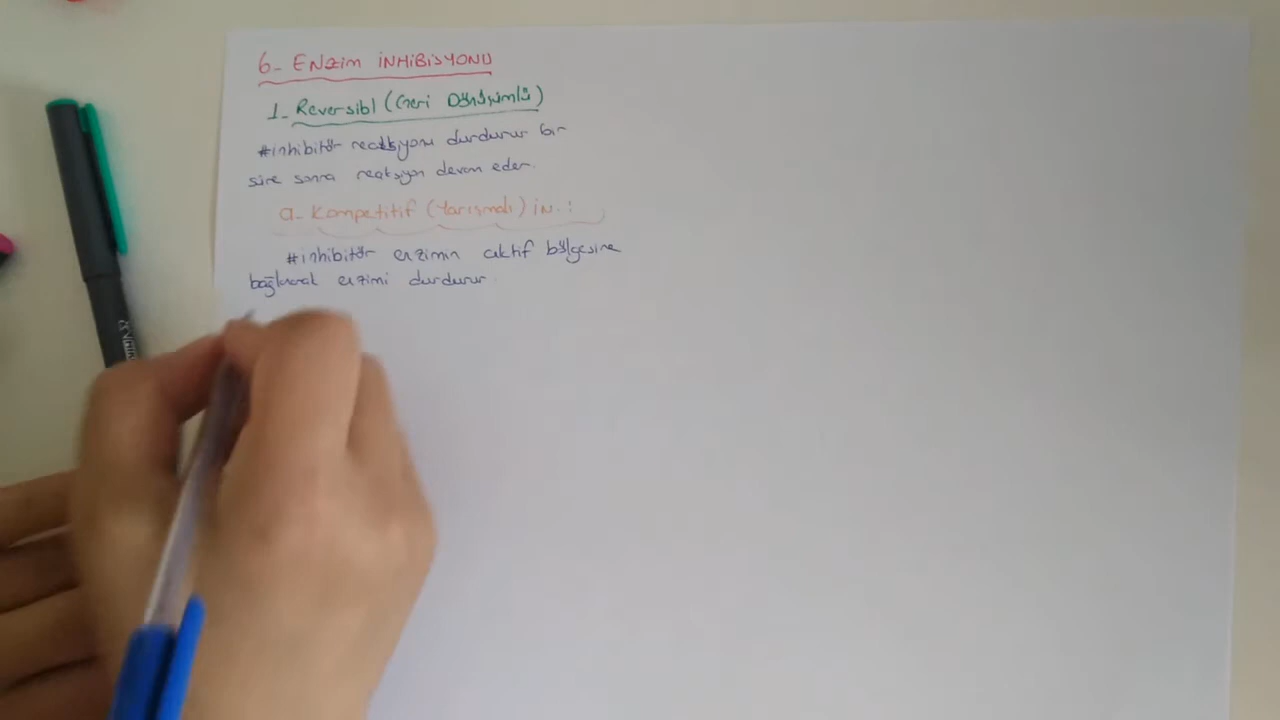 6- ENZİM İNHİBİSYONU
1- Reversibl (Geri Dönüşümlü)
#inhibitör reaksiyonu durdurur bir
süre sonra reaksiyon devam eder.
a- Kompetitif (Yarışmalı) in. :
#inhibitör enzimin aktif bölgesine
bağlanarak enzimi durdurur